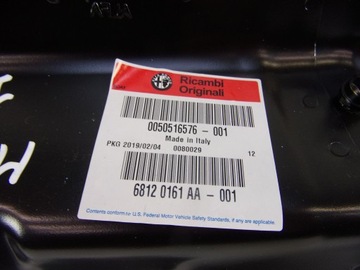 ALFA
Ricambi
Originali
0050516576 -001
Made in Italy
PKG 2019/02/04 0080029 12
6812 0161 AA -001
Contents conform to: U.S. Federal Motor Vehicle Safety Standards, if any are applicable.